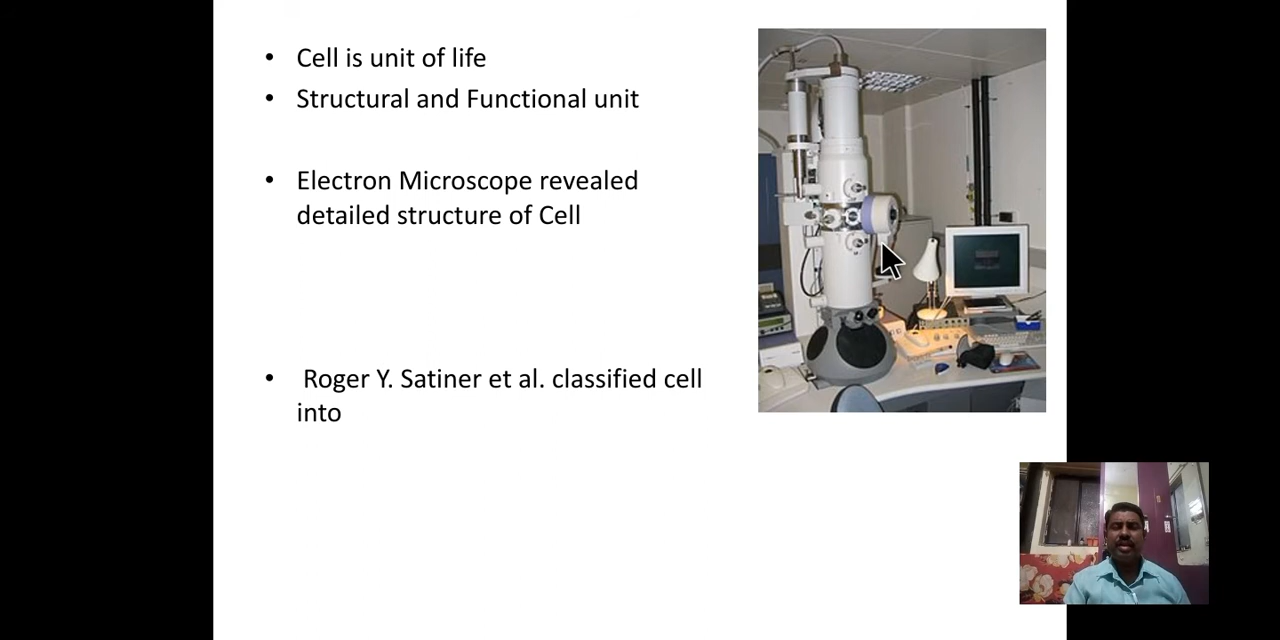 • Cell is unit of life
• Structural and Functional unit
• Electron Microscope revealed
detailed structure of Cell
• Roger Y. Satiner et al. classified cell
into